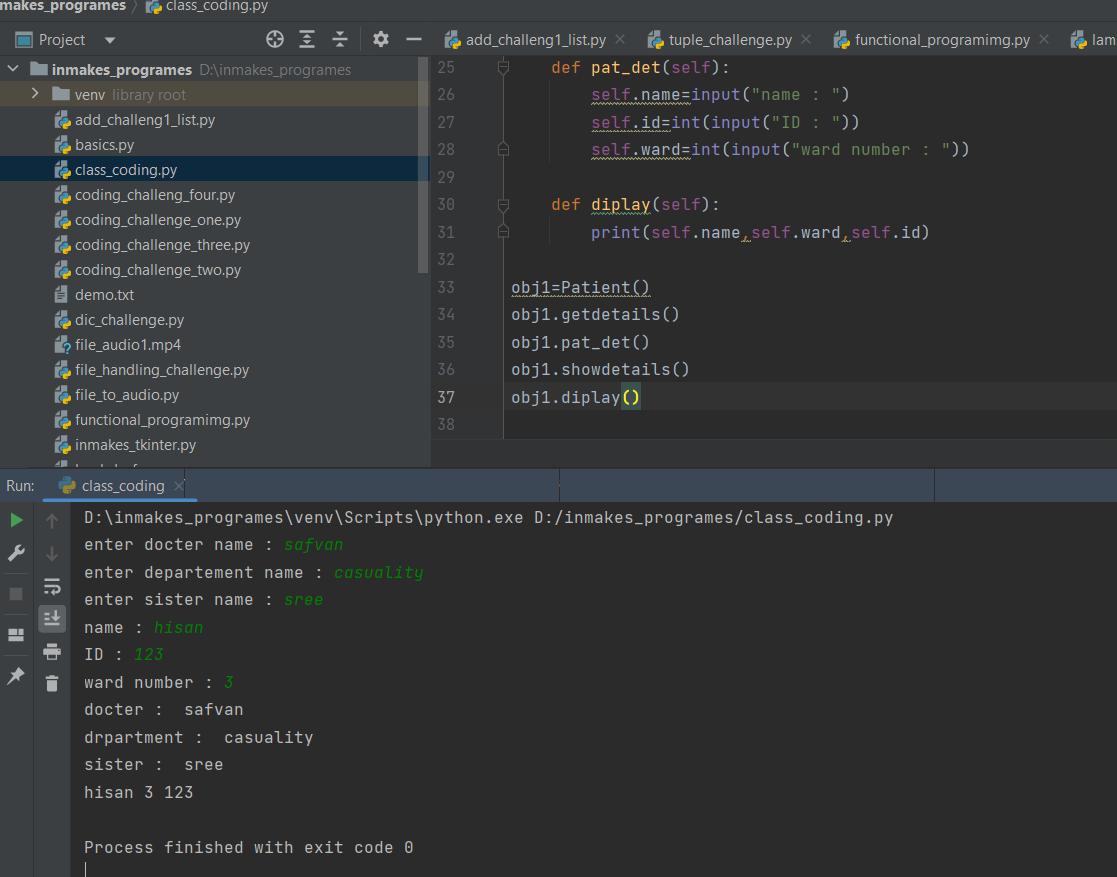 makes_programes 〉 class_coding.py
Project
add_challeng1_list.py
tuple_challenge.py
functional_programimg.py
lam
inmakes_programes D:\inmakes_programes
venv library root
add_challeng1_list.py
basics.py
class_coding.py
coding_challeng_four.py
coding_challenge_one.py
coding_challenge_three.py
coding_challenge_two.py
demo.txt
dic_challenge.py
file_audio1.mp4
file_handling_challenge.py
file_to_audio.py
functional_programimg.py
inmakes_tkinter.py
25 def pat_det(self):
26 self.name=input("name : ")
27 self.id=int(input("ID : "))
28 self.ward=int(input("ward number : "))
29
30 def diplay(self):
31 print(self.name,self.ward,self.id)
32
33 obj1=Patient()
34 obj1.getdetails()
35 obj1.pat_det()
36 obj1.showdetails()
37 obj1.diplay()
38
Run: class_coding
D:\inmakes_programes\venv\Scripts\python.exe D:/inmakes_programes/class_coding.py
enter docter name : safvan
enter departement name : casuality
enter sister name : sree
name : hisan
ID : 123
ward number : 3
docter :  safvan
drpartment :  casuality
sister :  sree
hisan 3 123
Process finished with exit code 0